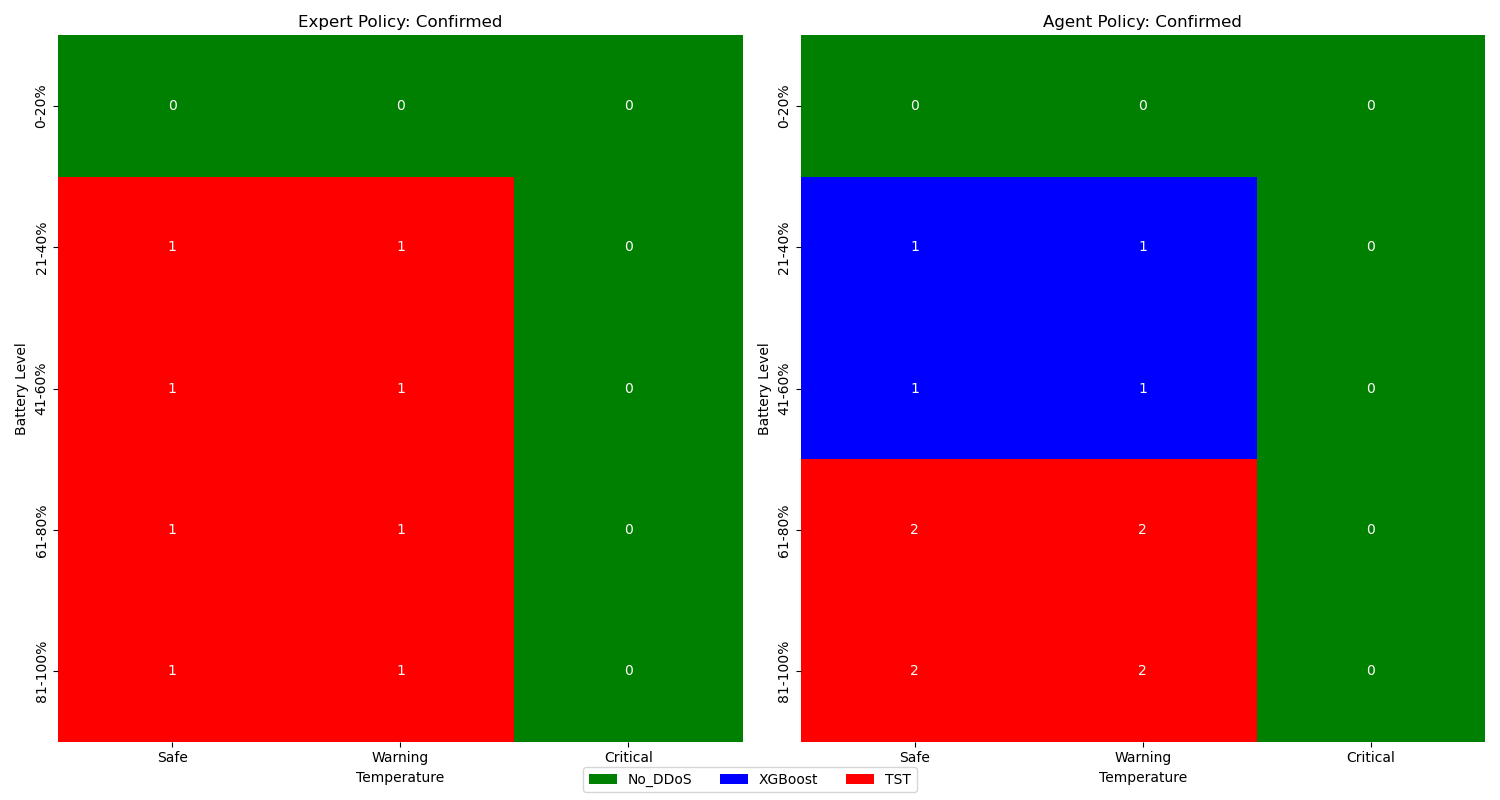 Expert Policy: Confirmed
Agent Policy: Confirmed
Battery Level
0-20%
21-40%
41-60%
61-80%
81-100%
0 0 0
1 1 0
1 1 0
1 1 0
1 1 0
Safe Warning Critical
Temperature
Battery Level
0-20%
21-40%
41-60%
61-80%
81-100%
0 0 0
1 1 0
1 1 0
2 2 0
2 2 0
Safe Warning Critical
Temperature
No_DDoS XGBoost TST